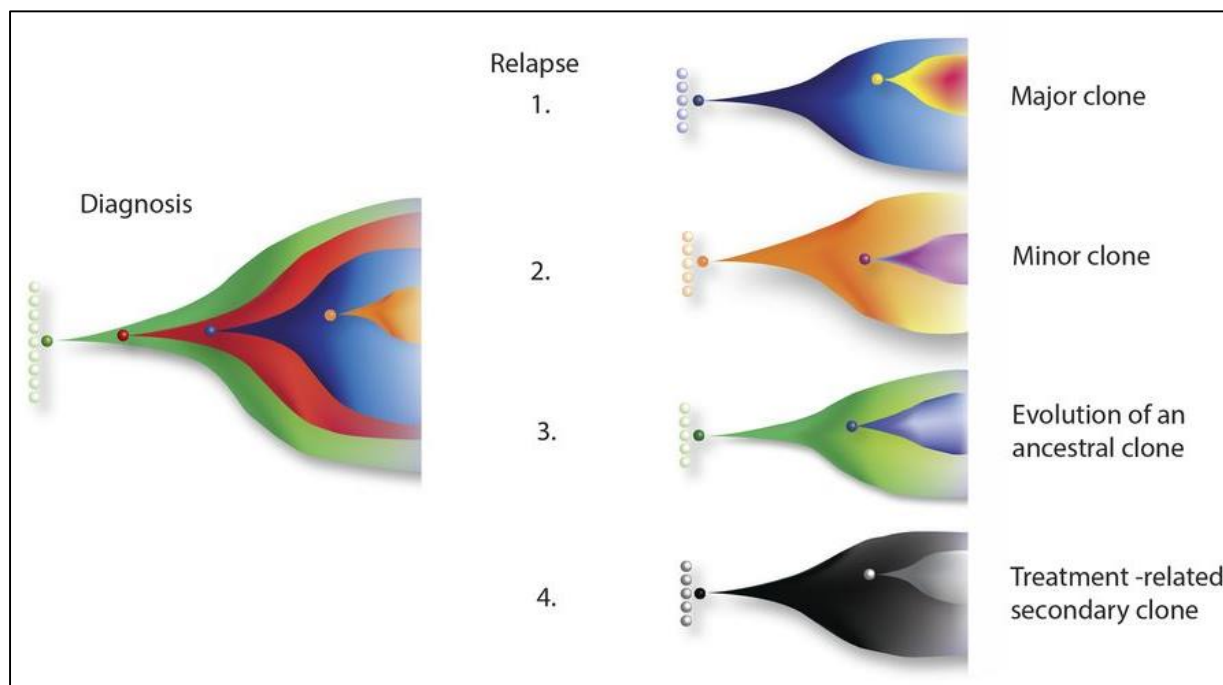 Diagnosis
Relapse
1.
Major clone
2.
Minor clone
3.
Evolution of an
ancestral clone
4.
Treatment -related
secondary clone